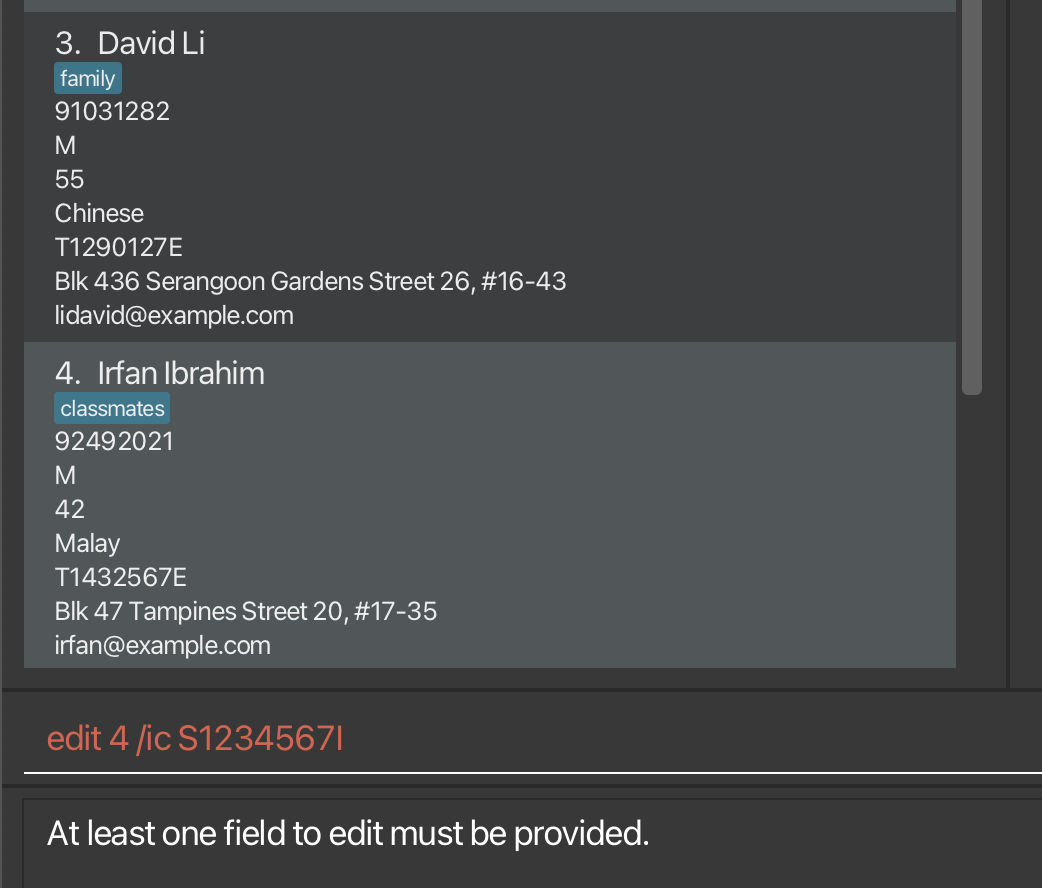 3. David Li
family
91031282
M
55
Chinese
T1290127E
Blk 436 Serangoon Gardens Street 26, #16-43
lidavid@example.com
4. Irfan Ibrahim
classmates
92492021
M
42
Malay
T1432567E
Blk 47 Tampines Street 20, #17-35
irfan@example.com
edit 4 /ic S1234567I
At least one field to edit must be provided.